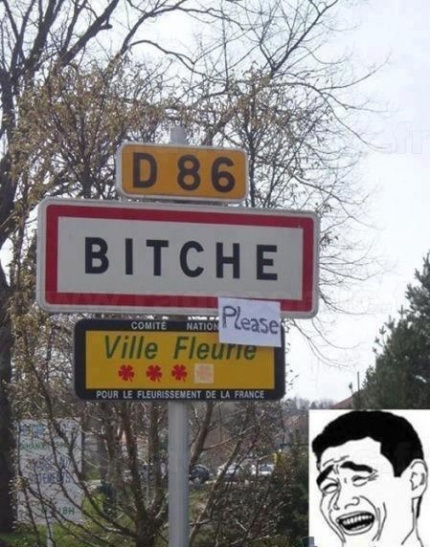 D 86
BITCHE
Please
COMITÉ NATION
Ville Fleurie
POUR LE FLEURISSEMENT DE LA FRANCE